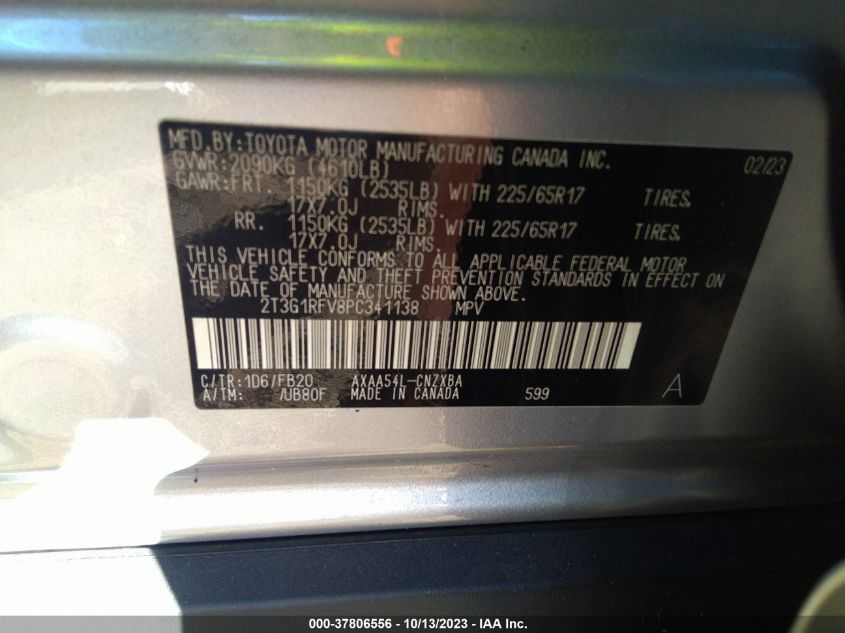 MFD.BY:TOYOTA MOTOR MANUFACTURING CANADA INC. 02/23
GVWR:2090KG (4610LB)
GAWR:FRT. 1150KG (2535LB) WITH 225/65R17 TIRES,
17X7.0J RIMS.
RR. 1150KG (2535LB) WITH 225/65R17 TIRES,
17X7.0J RIMS.
THIS VEHICLE CONFORMS TO ALL APPLICABLE FEDERAL MOTOR
VEHICLE SAFETY AND THEFT PREVENTION STANDARDS IN EFFECT ON
THE DATE OF MANUFACTURE SHOWN ABOVE.
2T3G1RFV8PC341138 MPV
C/TR:1D6/FB20 AXAA54L-CNZXBA
A/TM: /UB80F MADE IN CANADA 599 A
000-37806556 / 10/13/2023 - IAA Inc.